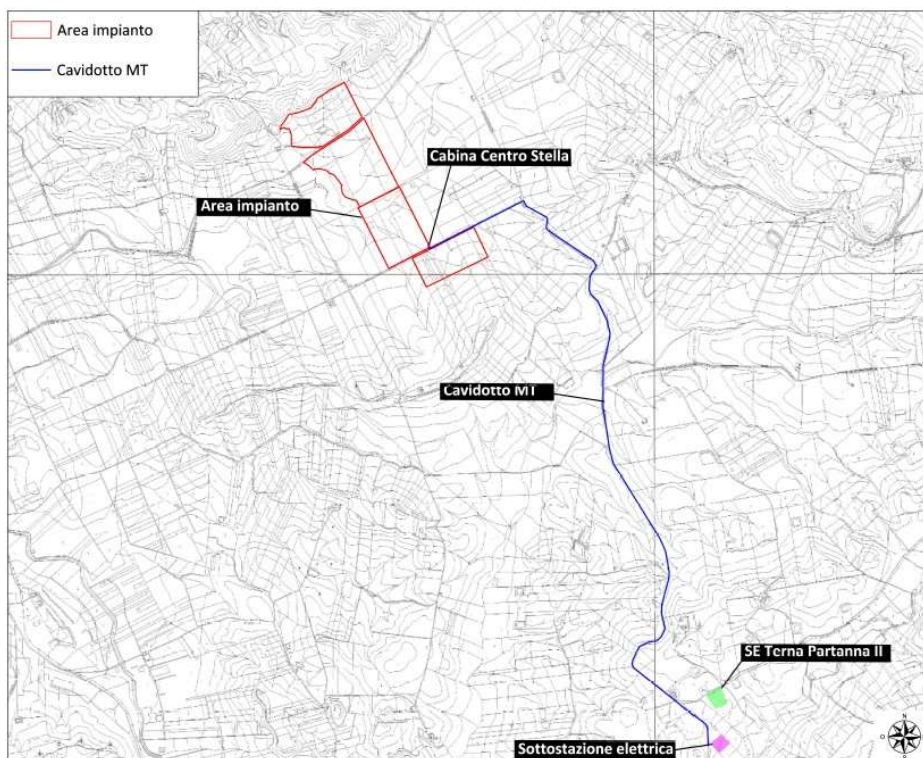 Area impianto
Cavidotto MT
Cabina Centro Stella
Area impianto
Cavidotto MT
SE Terna Partanna II
Sottostazione elettrica
N
O